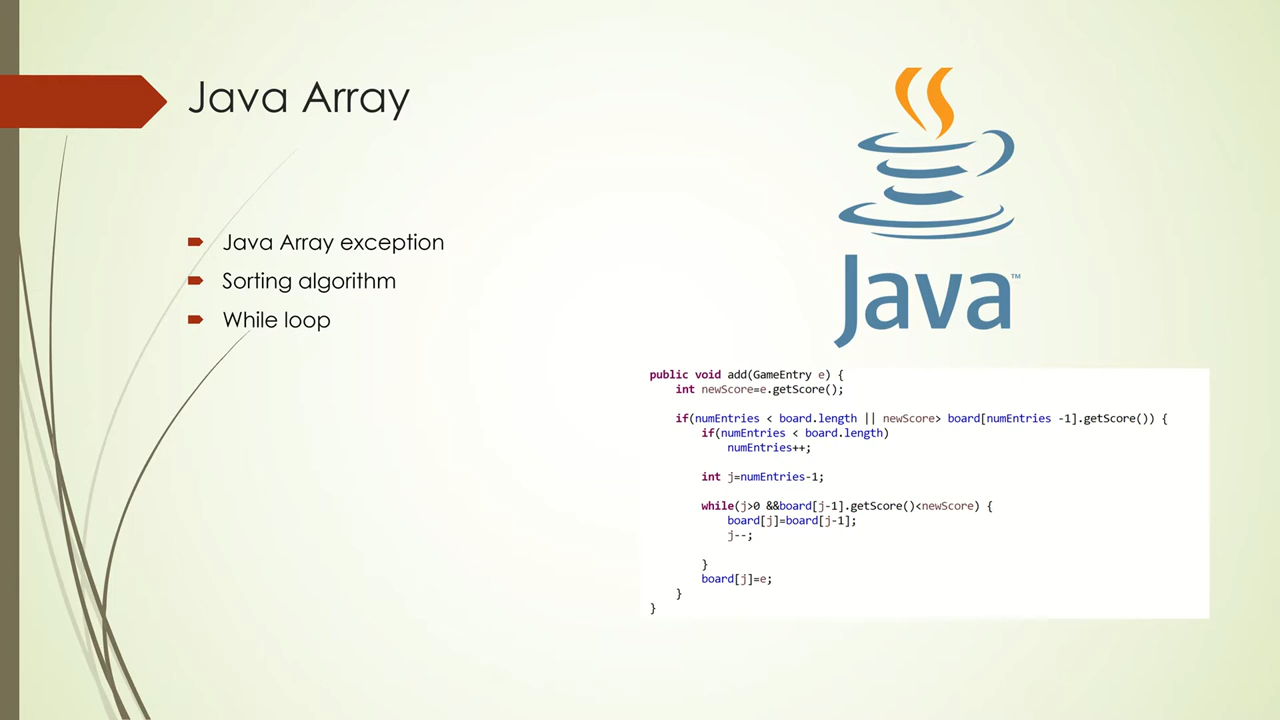 Java Array
Java Array exception
Sorting algorithm
While loop
Java™
public void add(GameEntry e) {
int newScore=e.getScore();
if(numEntries < board.length || newScore> board[numEntries -1].getScore()) {
if(numEntries < board.length)
numEntries++;
int j=numEntries-1;
while(j>0 &&board[j-1].getScore()<newScore) {
board[j]=board[j-1];
j--;
}
board[j]=e;
}
}